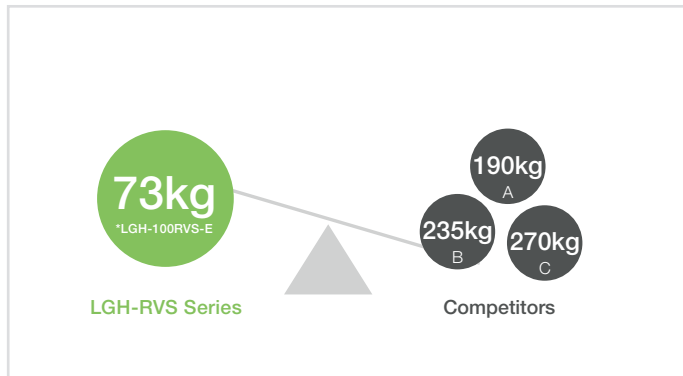 73kg
*LGH-100RVS-E
LGH-RVS Series
190kg
A
235kg
B
270kg
C
Competitors